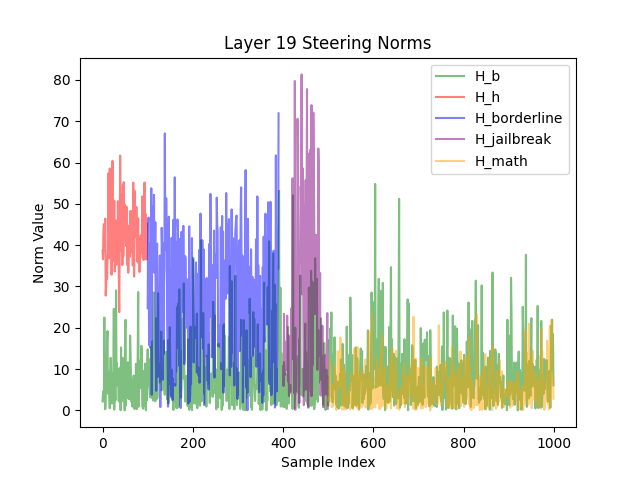 Layer 19 Steering Norms
H_b
H_h
H_borderline
H_jailbreak
H_math
Norm Value
80
70
60
50
40
30
20
10
0
0 200 400 600 800 1000
Sample Index